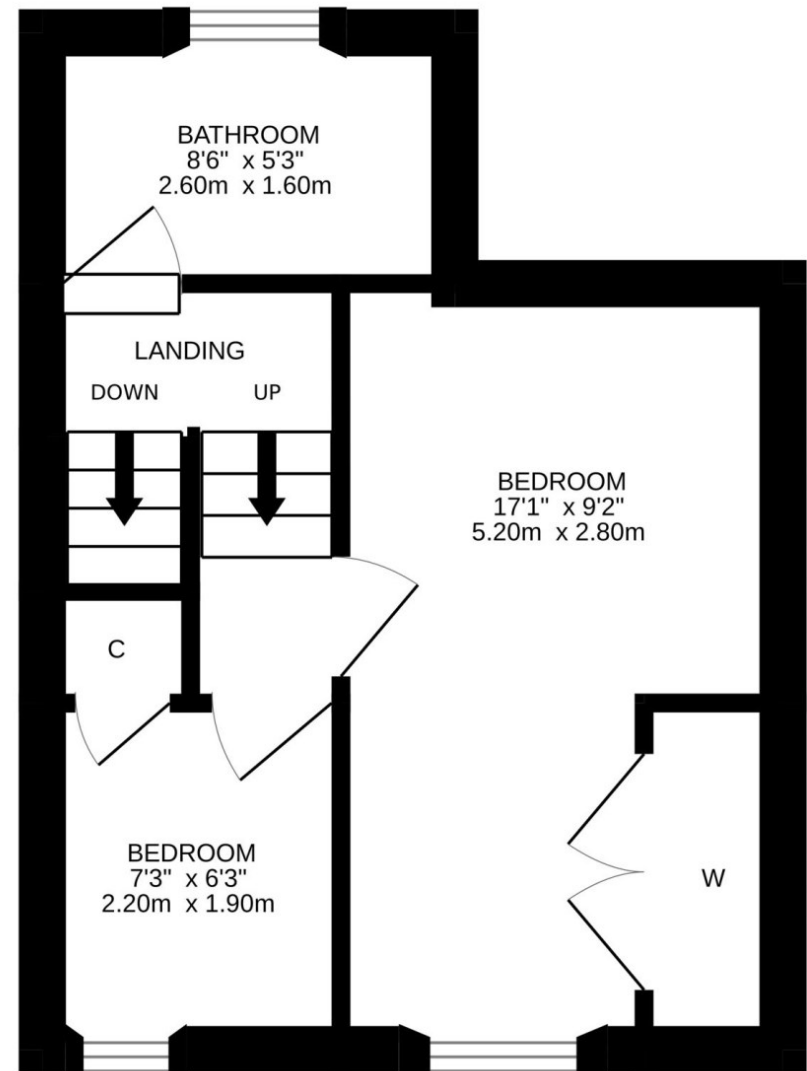 BATHROOM
8'6" x 5'3"
2.60m x 1.60m
LANDING
DOWN UP
BEDROOM
17'1" x 9'2"
5.20m x 2.80m
C
BEDROOM
7'3" x 6'3"
2.20m x 1.90m
W